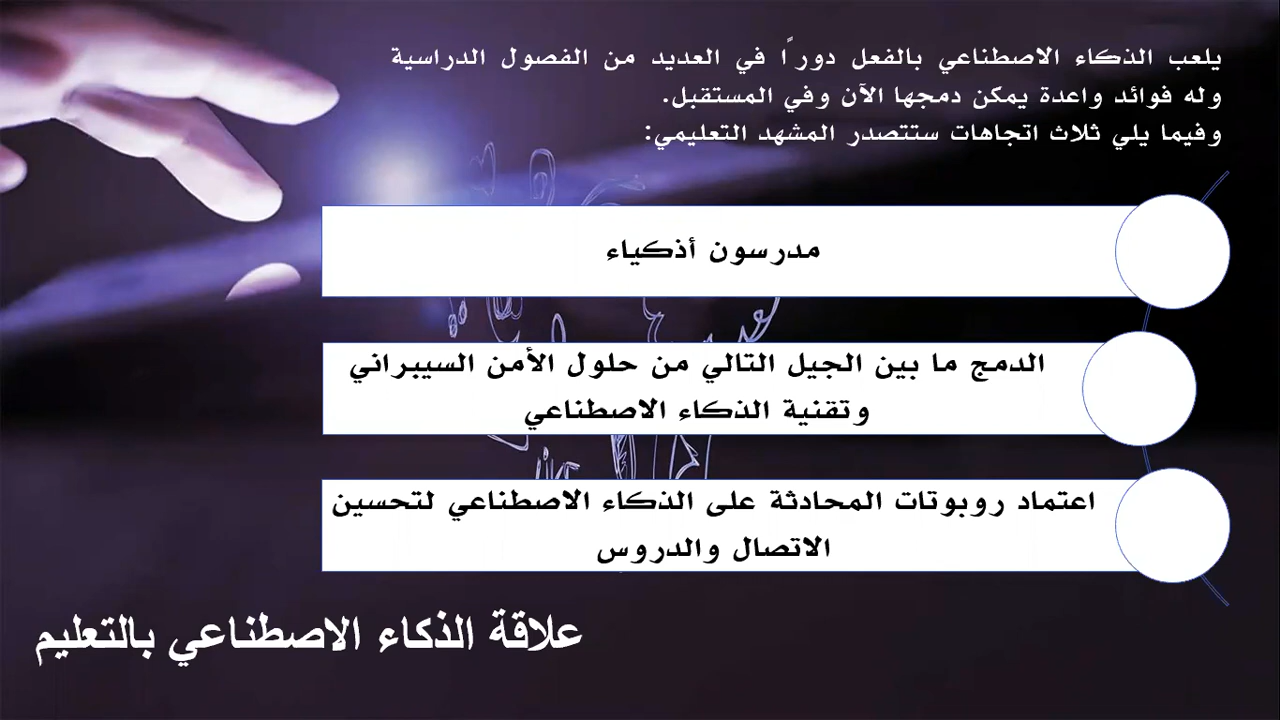 يلعب الذكاء الاصطناعي بالفعل دورًا في العديد من الفصول الدراسية
وله فوائد واعدة يمكن دمجها الآن وفي المستقبل.
وفيما يلي ثلاث اتجاهات ستتصدر المشهد التعليمي:
مدرسون أذكياء
الدمج ما بين الجيل التالي من حلول الأمن السيبراني
وتقنية الذكاء الاصطناعي
اعتماد روبوتات المحادثة على الذكاء الاصطناعي لتحسين
الاتصال والدروس
علاقة الذكاء الاصطناعي بالتعليم